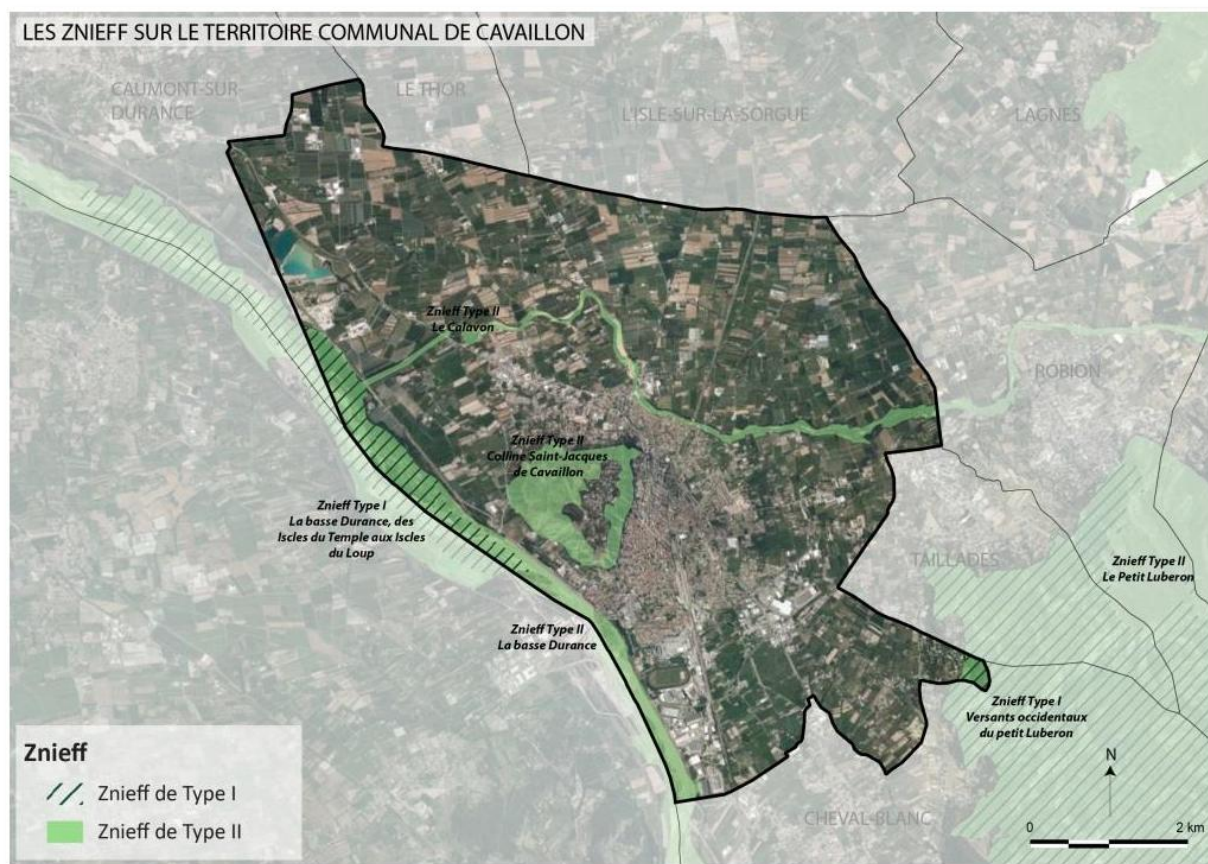 LES ZNIEFF SUR LE TERRITOIRE COMMUNAL DE CAVAILLON
CAUMONT-SUR-
DURANCE
LE THOR
L'ISLE-SUR-LA-SORGUE
LAGNES
Znieff Type II
Le Calavon
ROBION
Znieff Type II
Colline Saint-Jacques
de Cavaillon
Znieff Type I
La basse Durance, des
Iscles du Temple aux Iscles
du Loup
TAILLADES
Znieff Type II
Le Petit Luberon
Znieff Type II
La basse Durance
Znieff Type I
Versants occidentaux
du petit Luberon
Znieff
Znieff de Type I
Znieff de Type II
CHEVAL-BLANC
N
0
2 km